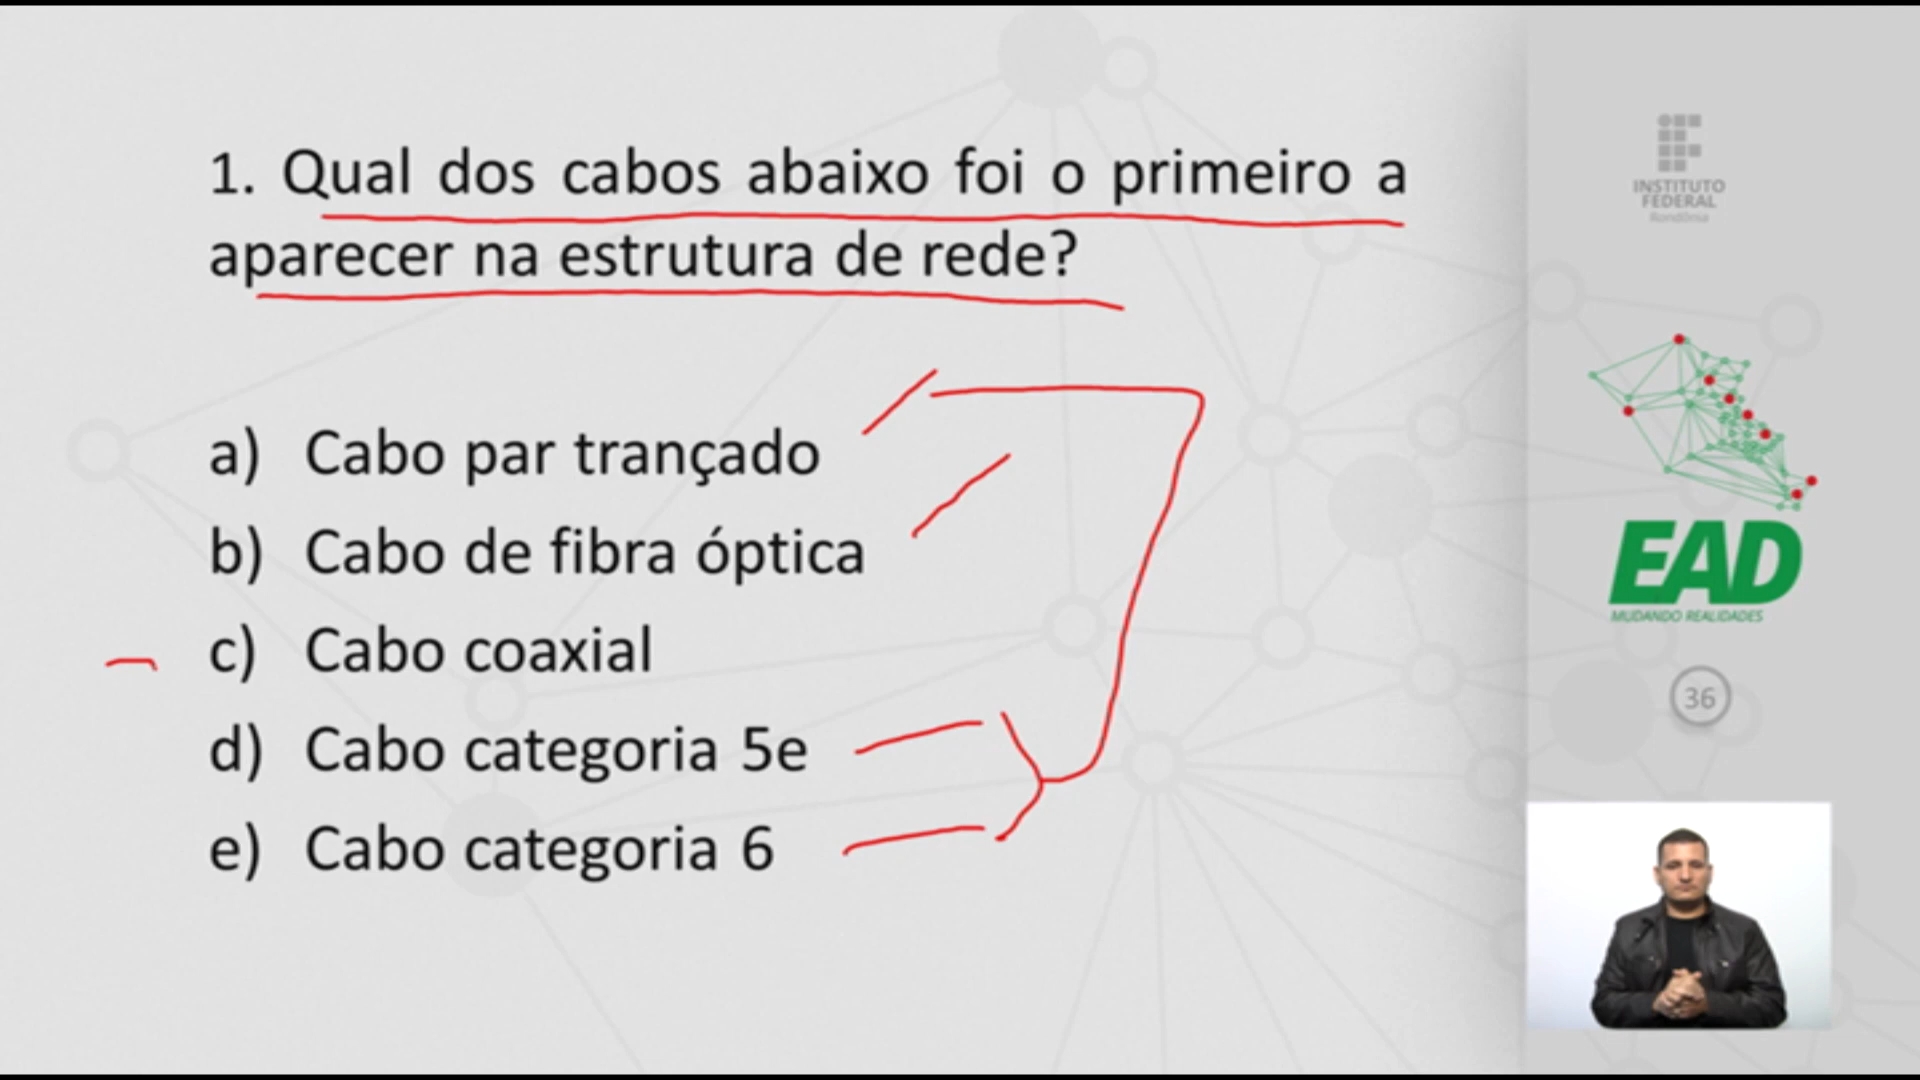 1. Qual dos cabos abaixo foi o primeiro a
aparecer na estrutura de rede?
a) Cabo par trançado
b) Cabo de fibra óptica
c) Cabo coaxial
d) Cabo categoria 5e
e) Cabo categoria 6
INSTITUTO
FEDERAL
Rondônia
EAD
MUDANDO REALIDADES
36